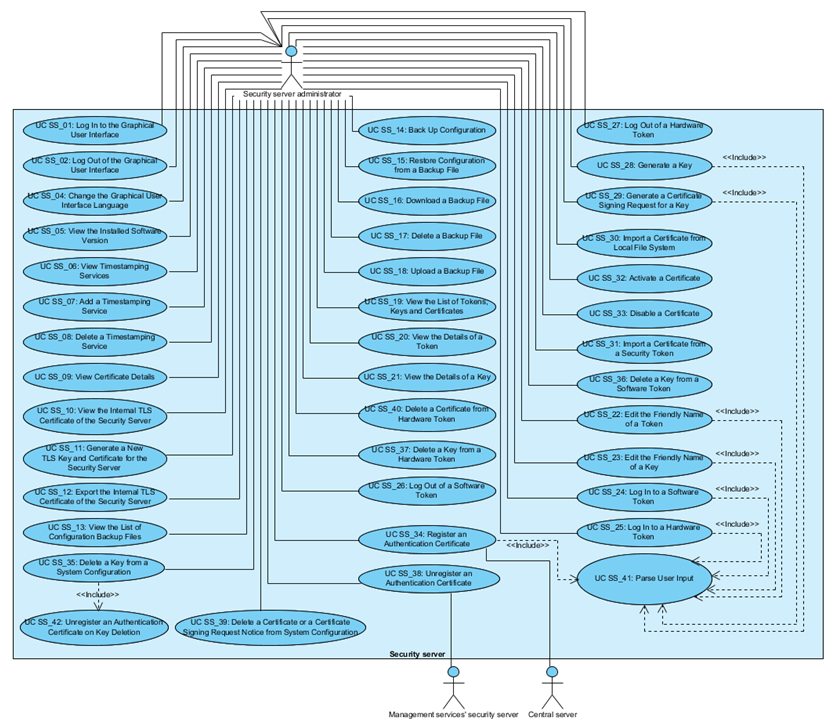 Security server administrator
UC SS_01: Log In to the Graphical
User Interface
UC SS_02: Log Out of the Graphical
User Interface
UC SS_04: Change the Graphical User
Interface Language
UC SS_05: View the Installed Software
Version
UC SS_06: View Timestamping
Services
UC SS_07: Add a Timestamping
Service
UC SS_08: Delete a Timestamping
Service
UC SS_09: View Certificate Details
UC SS_10: View the Internal TLS
Certificate of the Security Server
UC SS_11: Generate a New
TLS Key and Certificate for the
Security Server
UC SS_12: Export the Internal TLS
Certificate of the Security Server
UC SS_13: View the List of
Configuration Backup Files
UC SS_35: Delete a Key from a
System Configuration
<<Include>>
UC SS_42: Unregister an Authentication
Certificate on Key Deletion
UC SS_14: Back Up Configuration
UC SS_15: Restore Configuration
from a Backup File
UC SS_16: Download a Backup File
UC SS_17: Delete a Backup File
UC SS_18: Upload a Backup File
UC SS_19: View the List of Tokens,
Keys and Certificates
UC SS_20: View the Details of a
Token
UC SS_21: View the Details of a Key
UC SS_40: Delete a Certificate from
Hardware Token
UC SS_37: Delete a Key from a
Hardware Token
UC SS_26: Log Out of a Software
Token
UC SS_34: Register an
Authentication Certificate
<<Include>>
UC SS_38: Unregister an
Authentication Certificate
UC SS_39: Delete a Certificate or a Certificate
Signing Request Notice from System Configuration
UC SS_27: Log Out of a Hardware
Token
UC SS_28: Generate a Key
<<Include>>
UC SS_29: Generate a Certificate
Signing Request for a Key
<<Include>>
UC SS_30: Import a Certificate from
Local File System
UC SS_32: Activate a Certificate
UC SS_33: Disable a Certificate
UC SS_31: Import a Certificate from
a Security Token
UC SS_36: Delete a Key from a
Software Token
UC SS_22: Edit the Friendly Name
of a Token
<<Include>>
UC SS_23: Edit the Friendly Name
of a Key
<<Include>>
UC SS_24: Log In to a Software
Token
<<Include>>
UC SS_25: Log In to a Hardware
Token
<<Include>>
UC SS_41: Parse User Input
Security server
Management services' security server
Central server